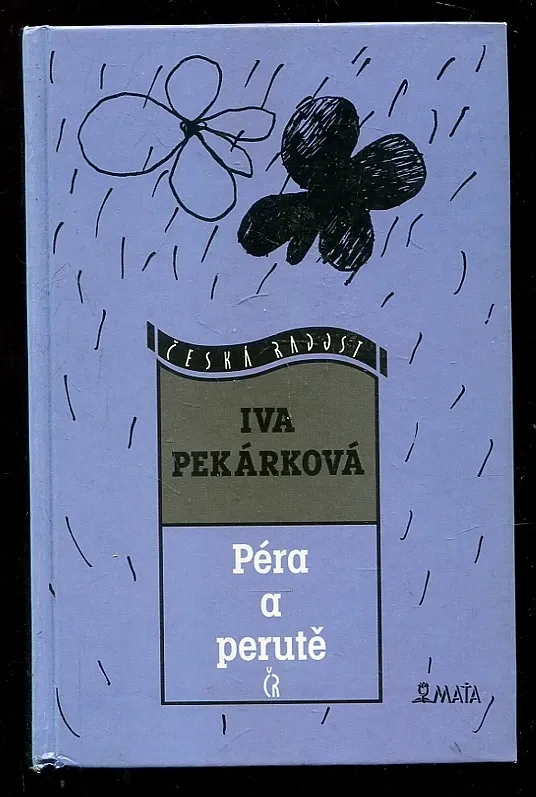 ČESKÁ RADOST
IVA
PEKÁRKOVÁ
Péra
a
perutě
ČR
MAŤA